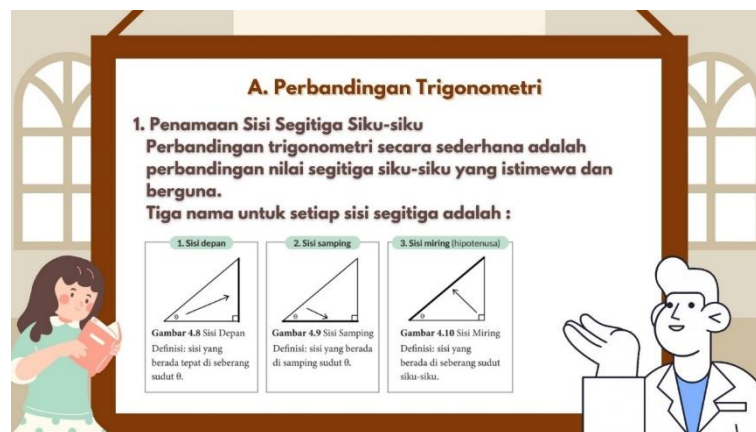 A. Perbandingan Trigonometri
1. Penamaan Sisi Segitiga Siku-siku
Perbandingan trigonometri secara sederhana adalah
perbandingan nilai segitiga siku-siku yang istimewa dan
berguna.
Tiga nama untuk setiap sisi segitiga adalah :
1. Sisi depan
θ
Gambar 4.8 Sisi Depan
Definisi: sisi yang
berada tepat di seberang
sudut θ.
2. Sisi samping
θ
Gambar 4.9 Sisi Samping
Definisi: sisi yang berada
di samping sudut θ.
3. Sisi miring (hipotenusa)
θ
Gambar 4.10 Sisi Miring
Definisi: sisi yang
berada di seberang sudut
siku-siku.